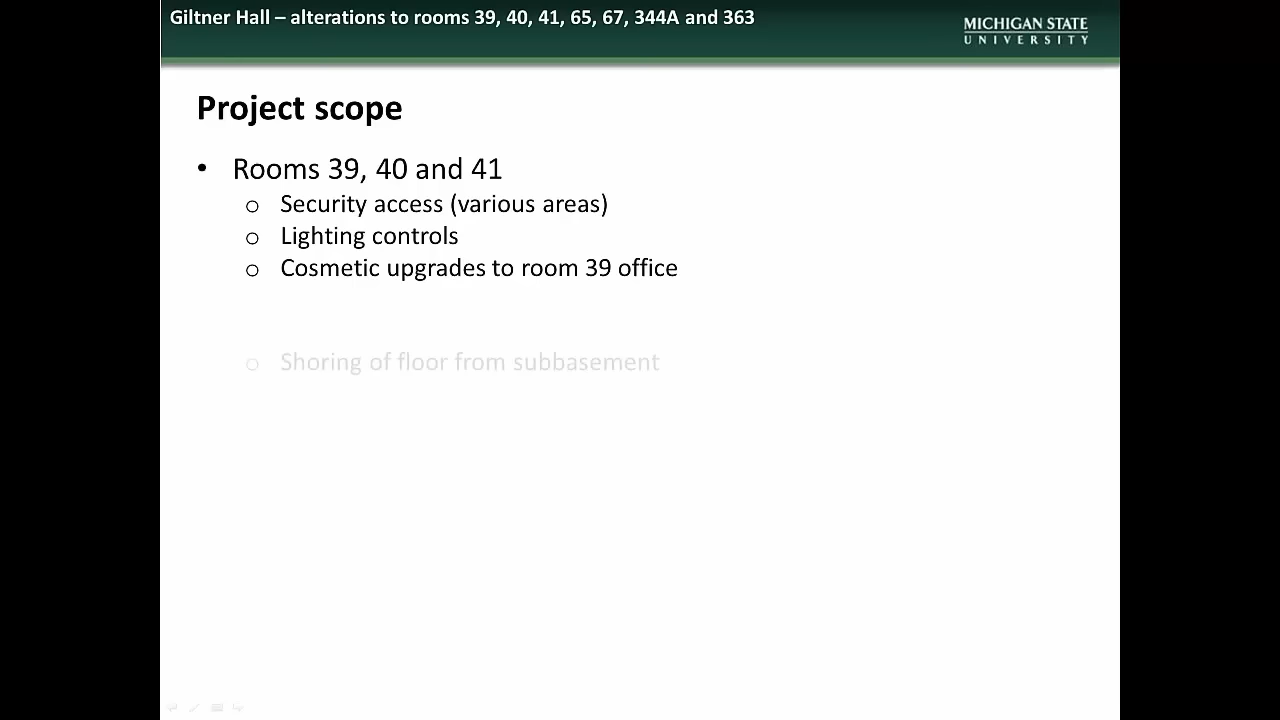 Giltner Hall – alterations to rooms 39, 40, 41, 65, 67, 344A and 363
MICHIGAN STATE
UNIVERSITY
Project scope
• Rooms 39, 40 and 41
o Security access (various areas)
o Lighting controls
o Cosmetic upgrades to room 39 office
o Shoring of floor from subbasement